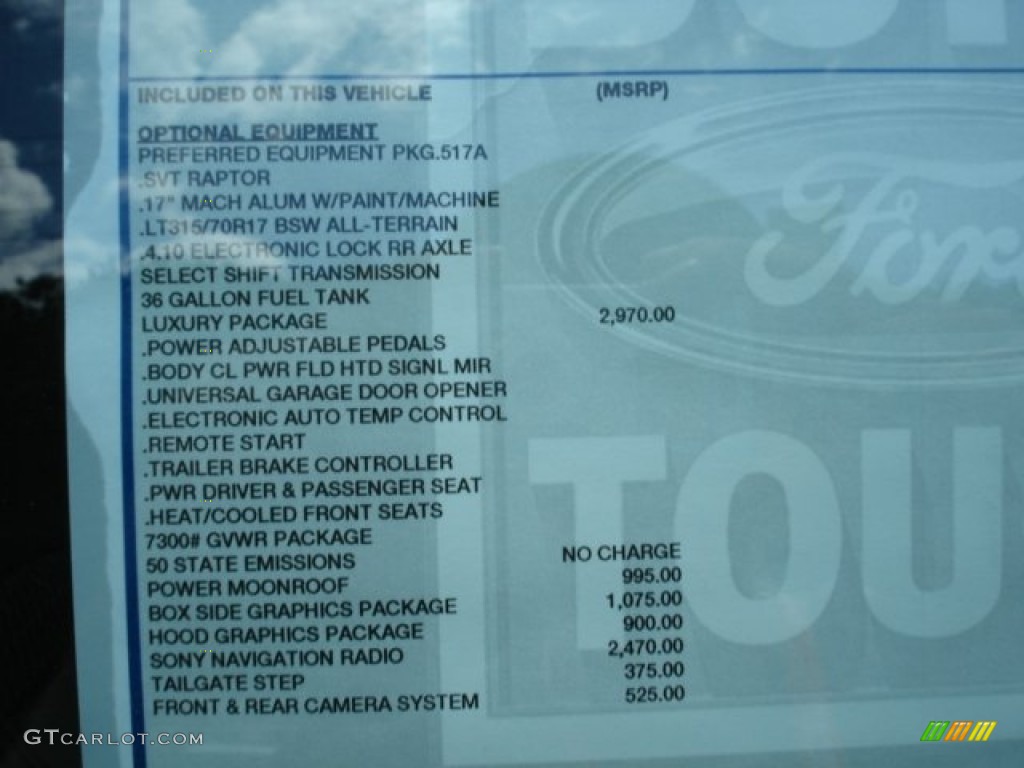 INCLUDED ON THIS VEHICLE (MSRP)
OPTIONAL EQUIPMENT
PREFERRED EQUIPMENT PKG.517A
.SVT RAPTOR
.17" MACH ALUM W/PAINT/MACHINE
.LT315/70R17 BSW ALL-TERRAIN
.4.10 ELECTRONIC LOCK RR AXLE
SELECT SHIFT TRANSMISSION
36 GALLON FUEL TANK
LUXURY PACKAGE 2,970.00
.POWER ADJUSTABLE PEDALS
.BODY CL PWR FLD HTD SIGNL MIR
.UNIVERSAL GARAGE DOOR OPENER
.ELECTRONIC AUTO TEMP CONTROL
.REMOTE START
.TRAILER BRAKE CONTROLLER
.PWR DRIVER & PASSENGER SEAT
.HEAT/COOLED FRONT SEATS
7300# GVWR PACKAGE
50 STATE EMISSIONS NO CHARGE
POWER MOONROOF 995.00
BOX SIDE GRAPHICS PACKAGE 1,075.00
HOOD GRAPHICS PACKAGE 900.00
SONY NAVIGATION RADIO 2,470.00
TAILGATE STEP 375.00
FRONT & REAR CAMERA SYSTEM 525.00
Ford
TOU
GTCARLOT.COM